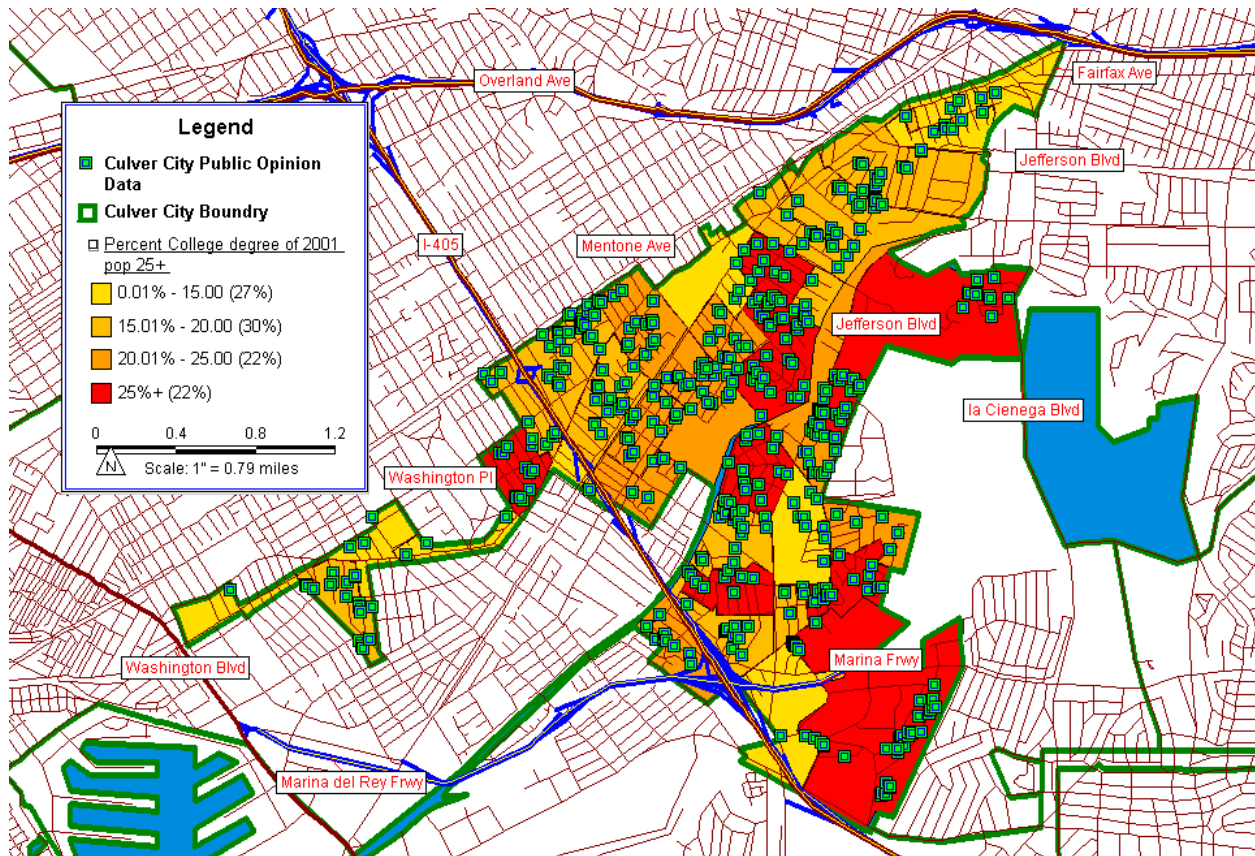 Overland Ave
Fairfax Ave
Legend
Culver City Public Opinion
Data
Culver City Boundry
Percent College degree of 2001
pop 25+
0.01% - 15.00 (27%)
15.01% - 20.00 (30%)
20.01% - 25.00 (22%)
25%+ (22%)
0 0.4 0.8 1.2
N
Scale: 1" = 0.79 miles
Jefferson Blvd
I-405
Mentone Ave
Jefferson Blvd
la Cienega Blvd
Washington Pl
Washington Blvd
Marina Frwy
Marina del Rey Frwy